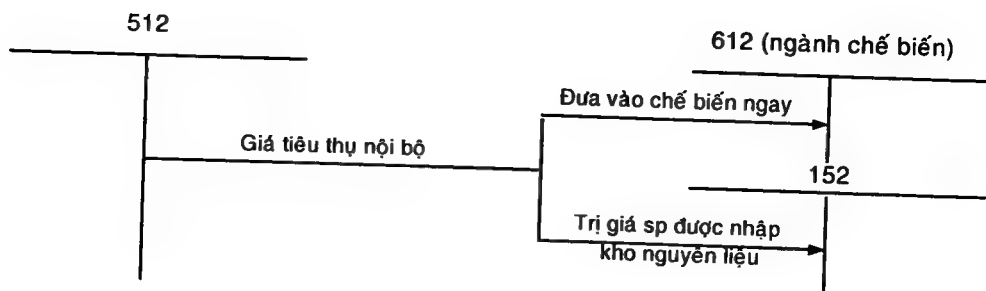 512
612 (ngành chế biến)
Đưa vào chế biến ngay
Giá tiêu thụ nội bộ
152
Trị giá sp được nhập
kho nguyên liệu